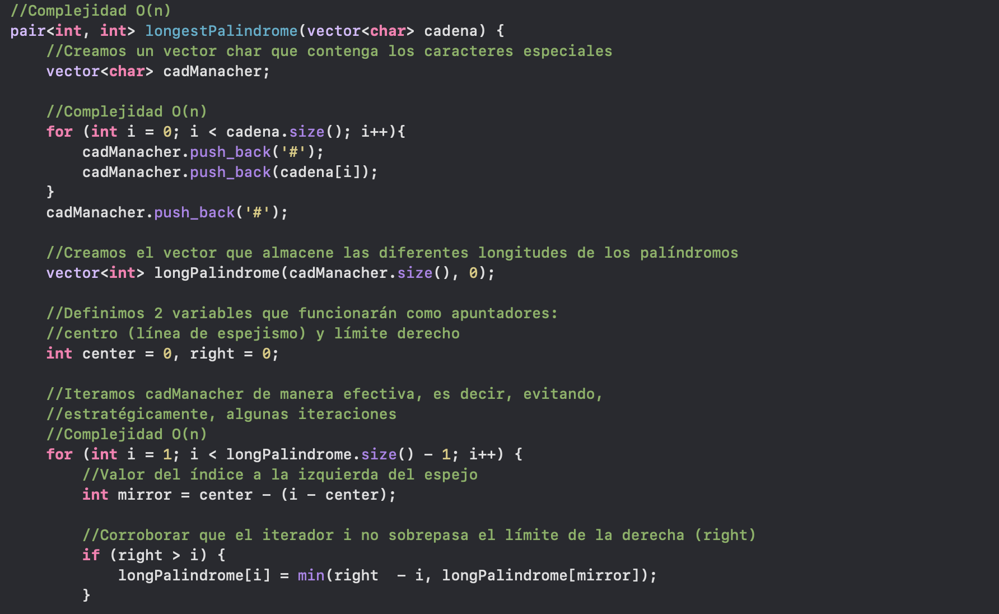 //Complejidad O(n)
pair<int, int> longestPalindrome(vector<char> cadena) {
    //Creamos un vector char que contenga los caracteres especiales
    vector<char> cadManacher;

    //Complejidad O(n)
    for (int i = 0; i < cadena.size(); i++){
        cadManacher.push_back('#');
        cadManacher.push_back(cadena[i]);
    }
    cadManacher.push_back('#');

    //Creamos el vector que almacene las diferentes longitudes de los palíndromos
    vector<int> longPalindrome(cadManacher.size(), 0);

    //Definimos 2 variables que funcionarán como apuntadores:
    //centro (línea de espejismo) y límite derecho
    int center = 0, right = 0;

    //Iteramos cadManacher de manera efectiva, es decir, evitando,
    //estratégicamente, algunas iteraciones
    //Complejidad O(n)
    for (int i = 1; i < longPalindrome.size() - 1; i++) {
        //Valor del índice a la izquierda del espejo
        int mirror = center - (i - center);

        //Corroborar que el iterador i no sobrepasa el límite de la derecha (right)
        if (right > i) {
            longPalindrome[i] = min(right  - i, longPalindrome[mirror]);
        }